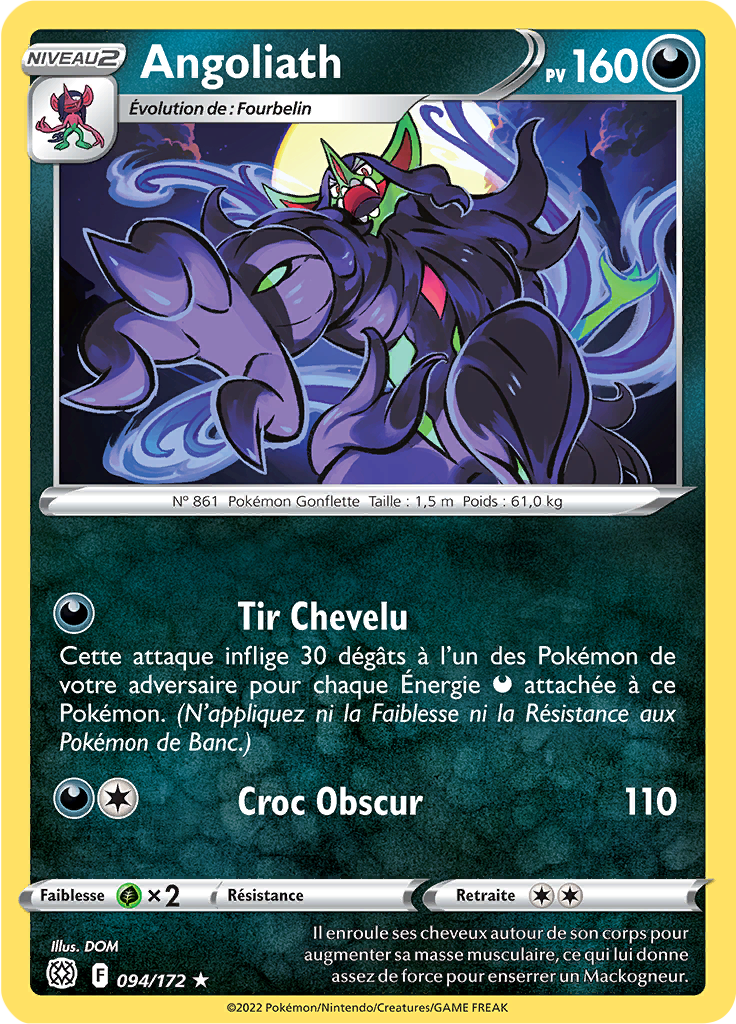 NIVEAU2
Angoliath
PV 160
Évolution de : Fourbelin
N° 861 Pokémon Gonflette Taille : 1,5 m Poids : 61,0 kg
Tir Chevelu
Cette attaque inflige 30 dégâts à l'un des Pokémon de
votre adversaire pour chaque Énergie attachée à ce
Pokémon. (N'appliquez ni la Faiblesse ni la Résistance aux
Pokémon de Banc.)
Croc Obscur 110
Faiblesse ×2 Résistance Retraite
Illus. DOM
F 094/172 ★
Il enroule ses cheveux autour de son corps pour
augmenter sa masse musculaire, ce qui lui donne
assez de force pour enserrer un Mackogneur.
©2022 Pokémon/Nintendo/Creatures/GAME FREAK